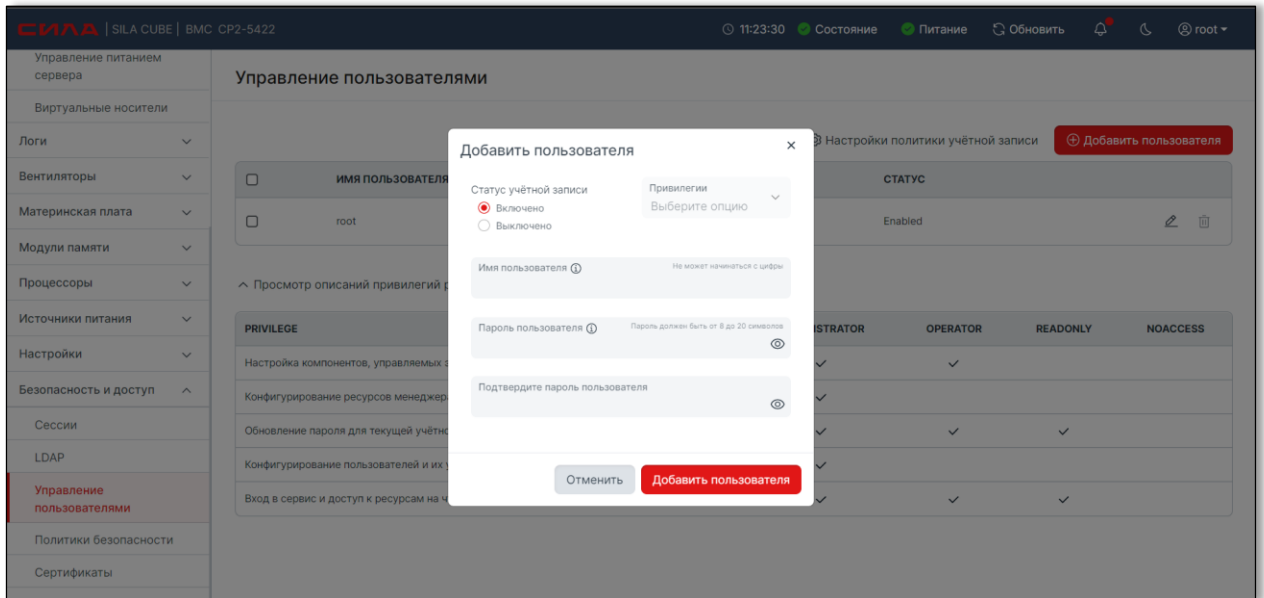 СИЛА | SILA CUBE | BMC CP2-5422
11:23:30 Состояние Питание Обновить root
Управление питанием
сервера
Виртуальные носители
Логи
Вентиляторы
Материнская плата
Модули памяти
Процессоры
Источники питания
Настройки
Безопасность и доступ
Сессии
LDAP
Управление
пользователями
Политики безопасности
Сертификаты
Управление пользователями
Настройки политики учётной записи Добавить пользователя
ИМЯ ПОЛЬЗОВАТЕЛЯ СТАТУС
root Enabled
Просмотр описаний привилегий
PRIVILEGE OPERATOR READONLY NOACCESS
Настройка компонентов, управляемых
Конфигурирование ресурсов
Обновление пароля для текущей
Конфигурирование пользователей и их
Вход в сервис и доступ к ресурсам на
Добавить пользователя
Статус учётной записи
Включено
Выключено
Привилегии
Выберите опцию
Имя пользователя Не может начинаться с цифры
Пароль пользователя Пароль должен быть от 8 до 20 символов
Подтвердите пароль пользователя
Отменить Добавить пользователя